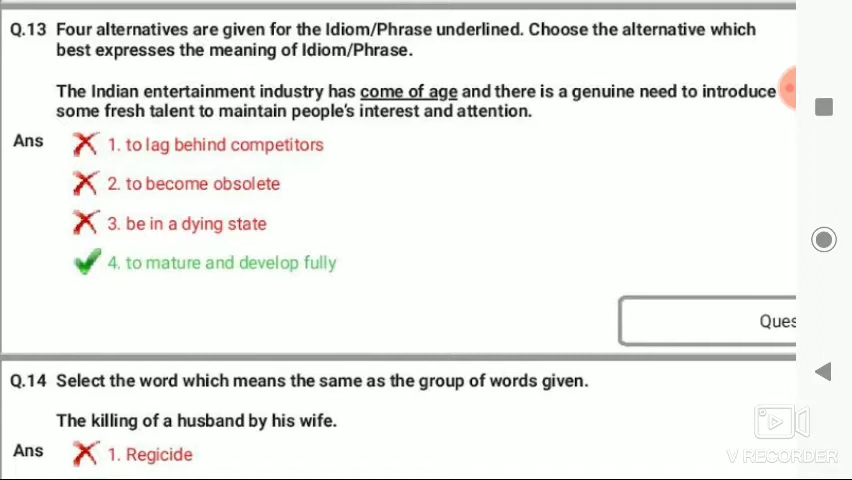 Q.13 Four alternatives are given for the Idiom/Phrase underlined. Choose the alternative which
best expresses the meaning of Idiom/Phrase.
The Indian entertainment industry has come of age and there is a genuine need to introduce
some fresh talent to maintain people's interest and attention.
Ans 1. to lag behind competitors
2. to become obsolete
3. be in a dying state
4. to mature and develop fully
Ques
Q.14 Select the word which means the same as the group of words given.
The killing of a husband by his wife.
Ans 1. Regicide
V RECORDER